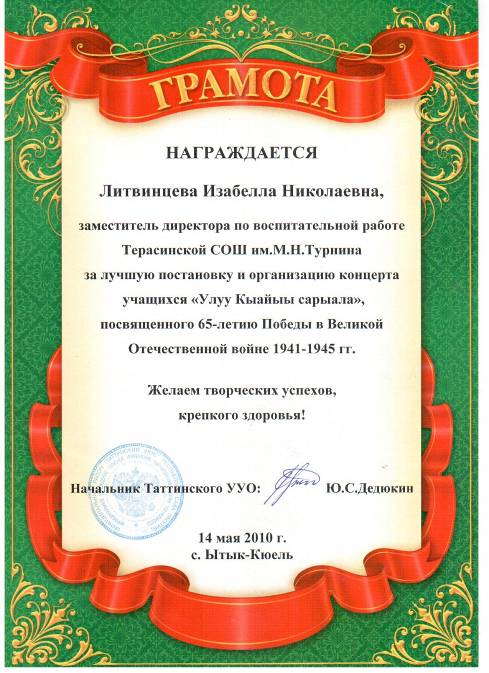 ГРАМОТА
НАГРАЖДАЕТСЯ
Литвинцева Изабелла Николаевна,
заместитель директора по воспитательной работе
Терасинской СОШ им.М.Н.Турнина
за лучшую постановку и организацию концерта
учащихся «Улуу Кыайыы сарыала»,
посвященного 65-летию Победы в Великой
Отечественной войне 1941-1945 гг.
Желаем творческих успехов,
крепкого здоровья!
Начальник Таттинского УУО: Ю.С.Дедюкин
14 мая 2010 г.
с. Ытык-Кюель